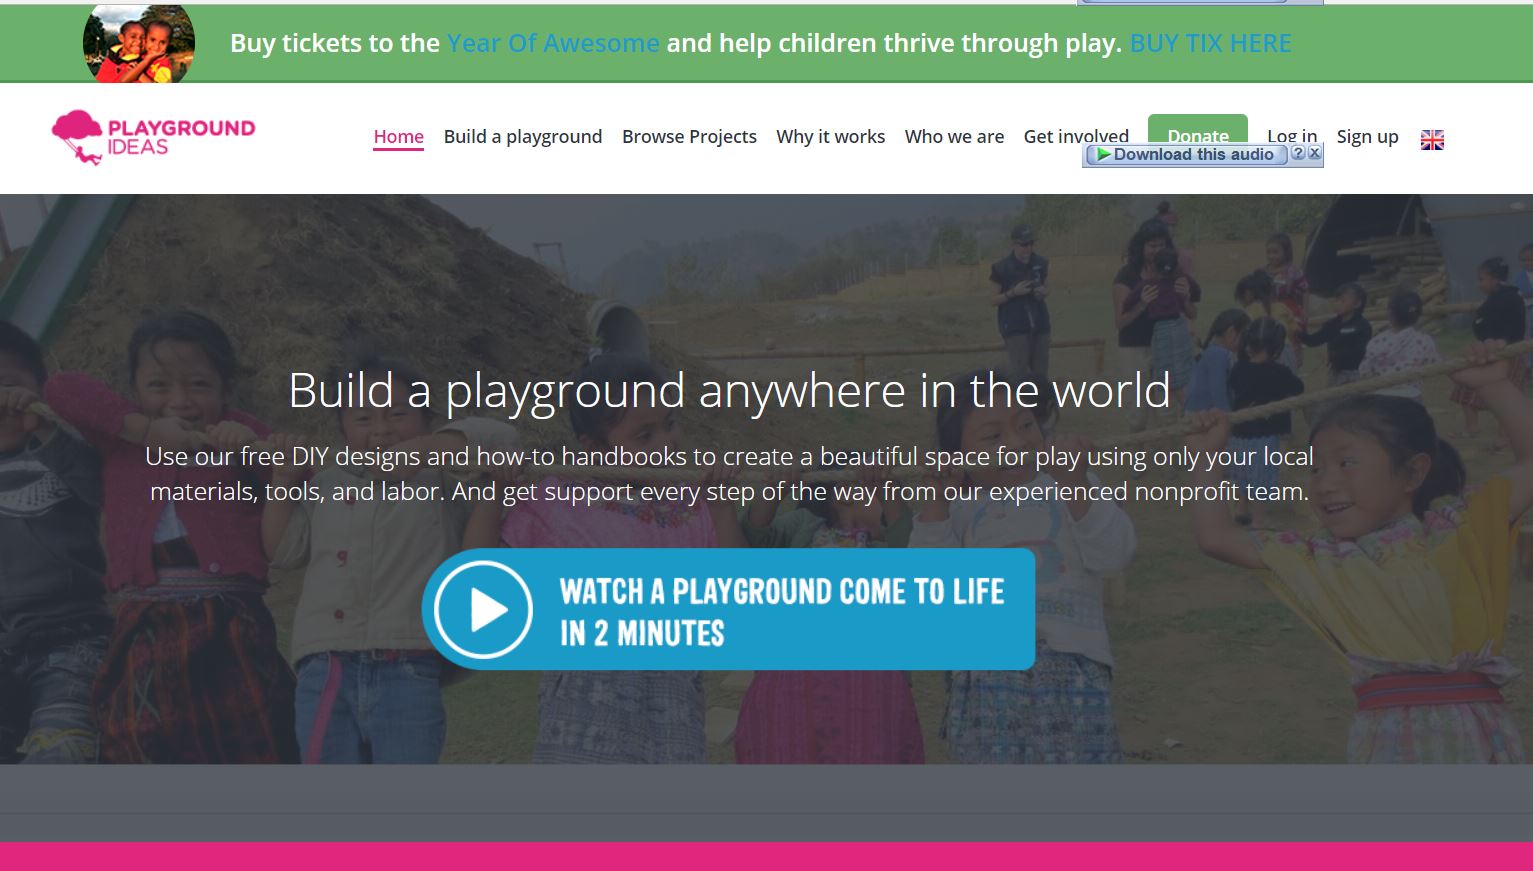 Buy tickets to the Year Of Awesome and help children thrive through play. BUY TIX HERE
PLAYGROUND
IDEAS
Home Build a playground Browse Projects Why it works Who we are Get involved Donate Log in Sign up
Download this audio ? X
Build a playground anywhere in the world
Use our free DIY designs and how-to handbooks to create a beautiful space for play using only your local
materials, tools, and labor. And get support every step of the way from our experienced nonprofit team.
WATCH A PLAYGROUND COME TO LIFE
IN 2 MINUTES